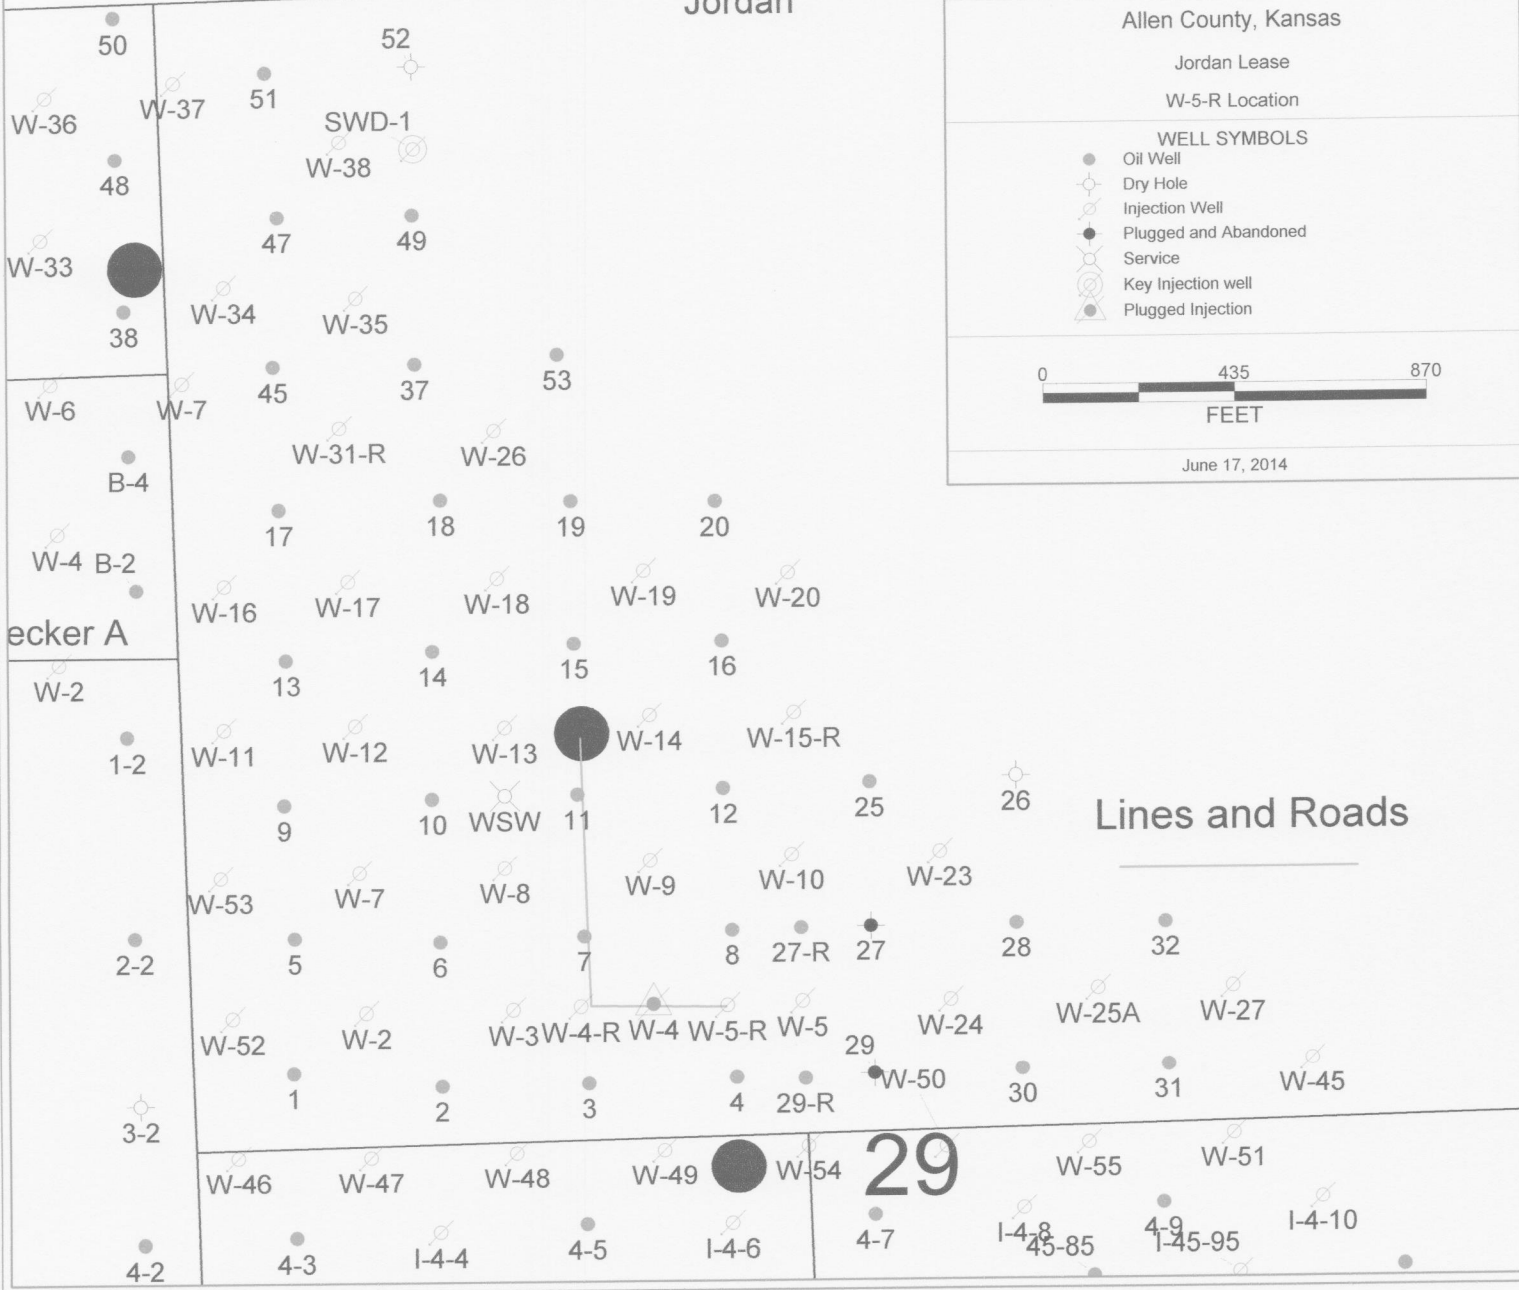 Jordan
Allen County, Kansas
Jordan Lease
W-5-R Location
WELL SYMBOLS
Oil Well
Dry Hole
Injection Well
Plugged and Abandoned
Service
Key Injection well
Plugged Injection
0 435 870
FEET
June 17, 2014
50
52
W-36
W-37
51
SWD-1
W-38
48
47
49
W-33
W-34
W-35
38
45
37
53
W-6
W-7
W-31-R
W-26
B-4
17
18
19
20
W-4
B-2
W-16
W-17
W-18
W-19
W-20
ecker A
13
14
15
16
W-2
1-2
W-11
W-12
W-13
W-14
W-15-R
9
10
WSW
11
12
25
26
Lines and Roads
W-53
W-7
W-8
W-9
W-10
W-23
2-2
5
6
7
8
27-R
27
28
32
W-52
W-2
W-3
W-4-R
W-4
W-5-R
W-5
W-24
W-25A
W-27
29
W-50
1
2
3
4
29-R
30
31
W-45
3-2
W-46
W-47
W-48
W-49
W-54
29
W-55
W-51
4-2
4-3
I-4-4
4-5
I-4-6
4-7
I-4-8
4-9
I-4-10
45-85
I-45-95